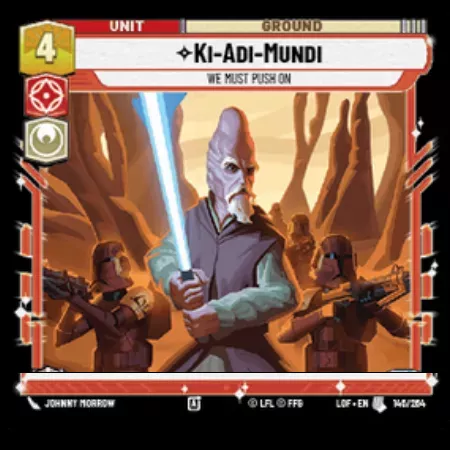 UNIT GROUND
4
✧KI-ADI-MUNDI
WE MUST PUSH ON
JOHNNY MORROW A © LFL ® FFG LOF • EN 146/264